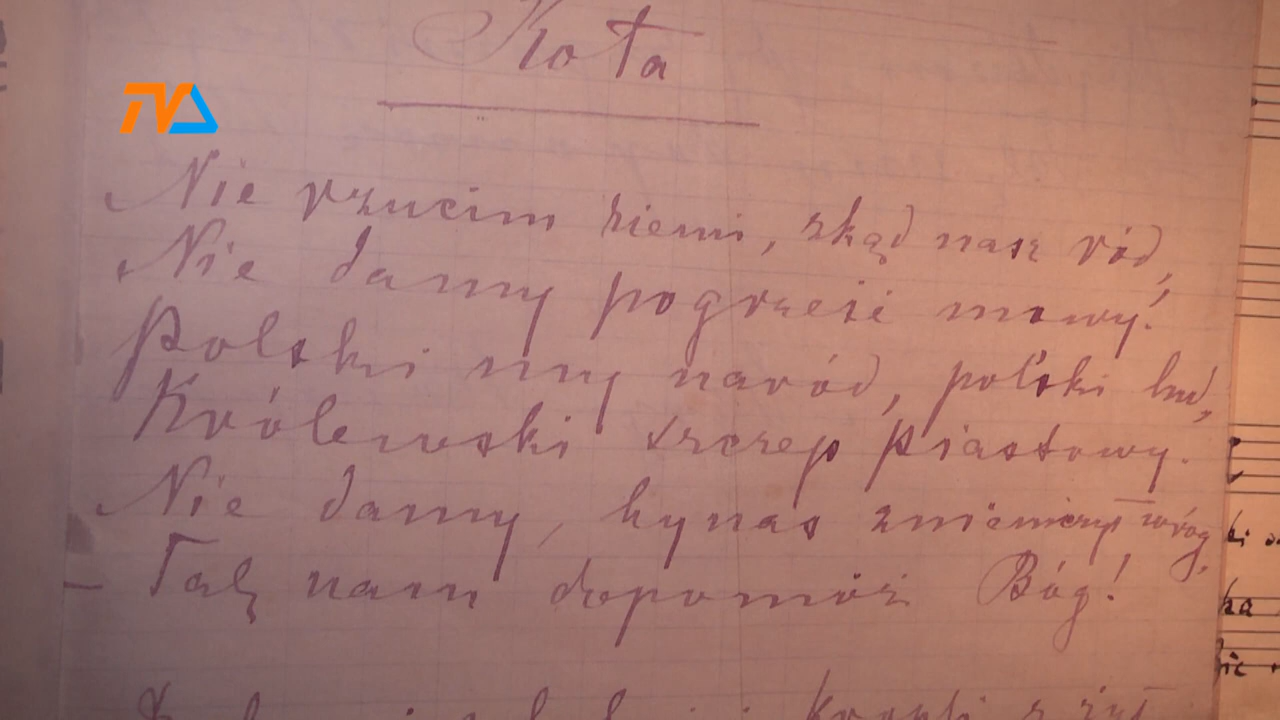 Rota
TVA
Nie rzucim ziemi, skąd nasz ród,
Nie damy pogrześć mowy!
Polski my naród, polski lud,
Królewski szczep Piastowy.
Nie damy, by nas zniemczył wróg,
– Tak nam dopomóż Bóg!